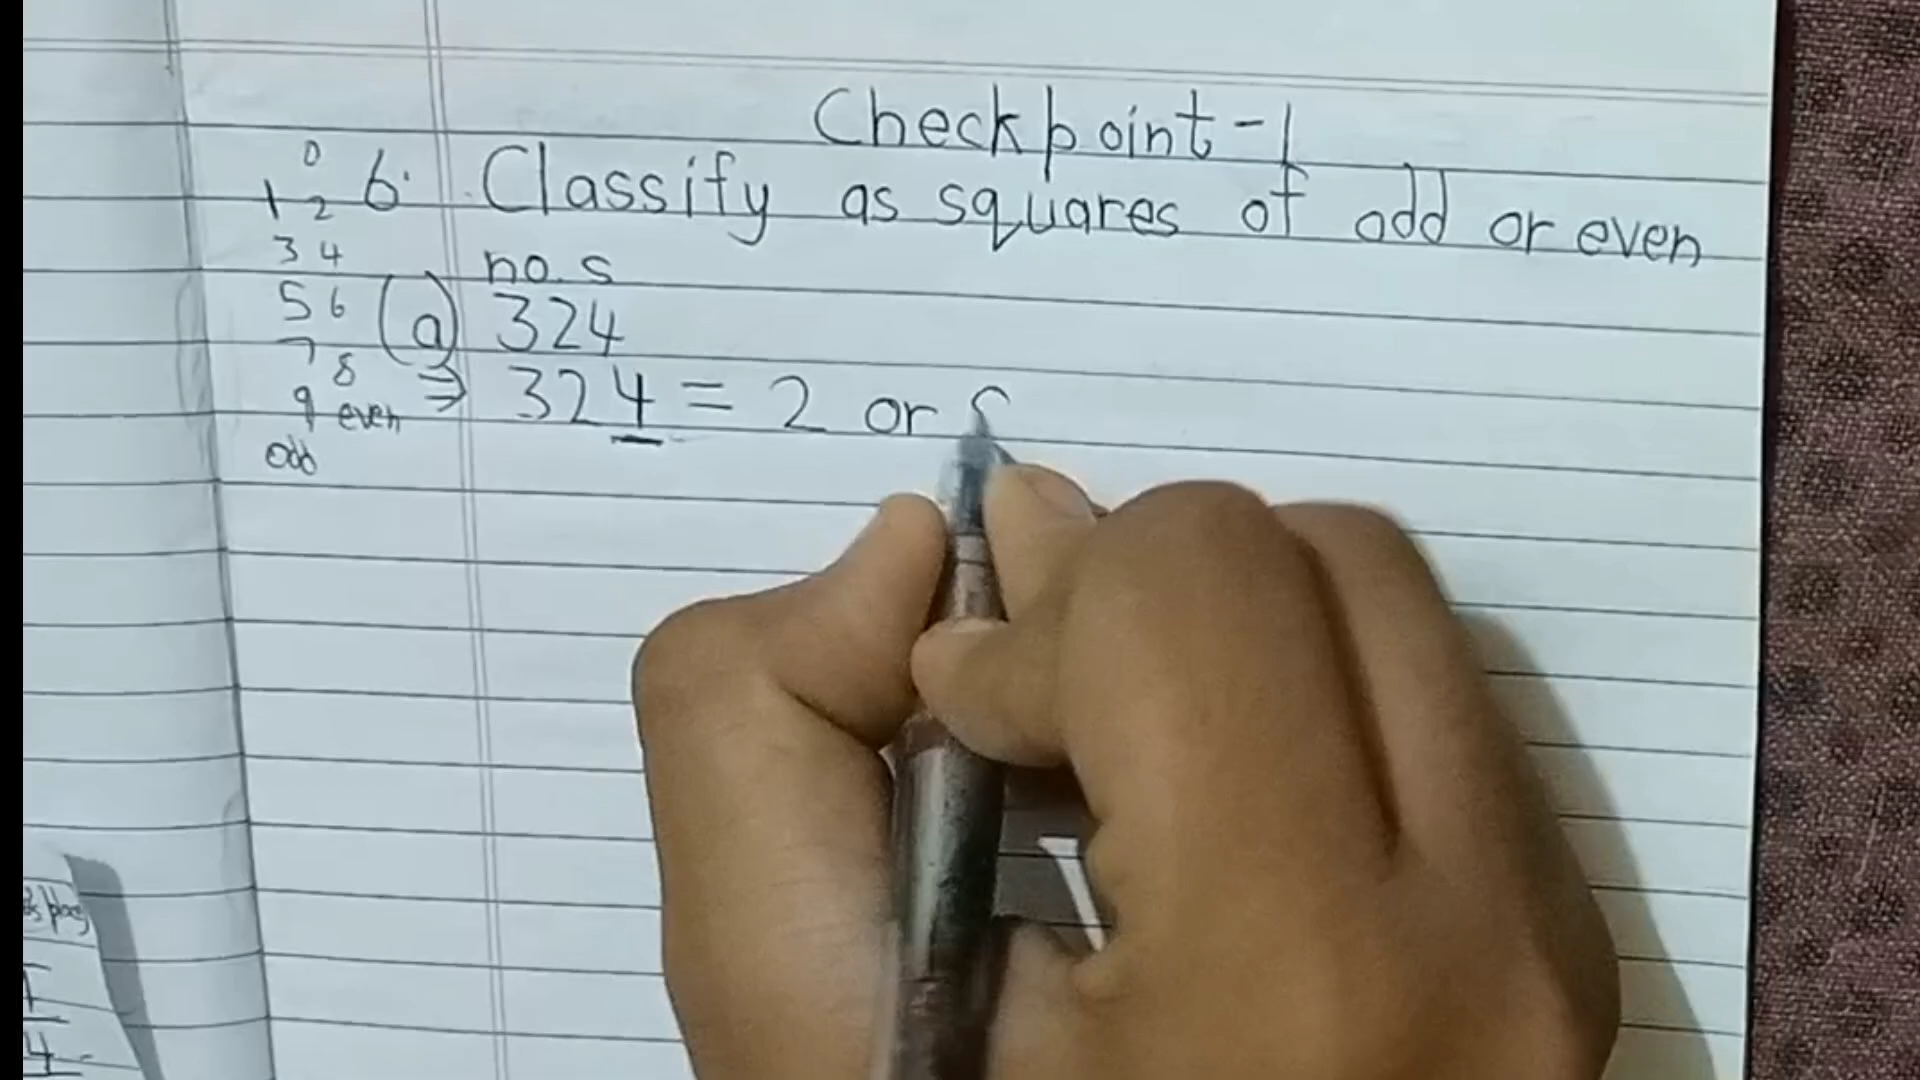 Checkpoint-1
6. Classify as squares of odd or even
no.s
(a) 324
⇒ 324 = 2 or
0
1 2
3 4
5 6
7 8
9 even
odd
4